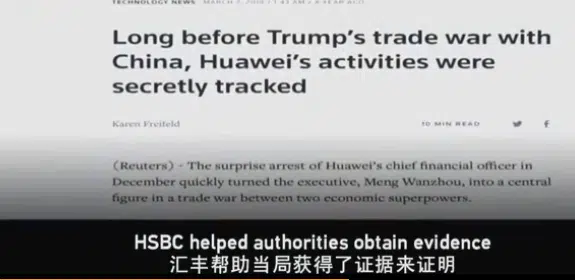 TECHNOLOGY NEWS
Long before Trump's trade war with
China, Huawei's activities were
secretly tracked
Karen Freifeld
10 MIN READ
(Reuters) - The surprise arrest of Huawei's chief financial officer in
December quickly turned the executive, Meng Wanzhou, into a central
figure in a trade war between two economic superpowers.
HSBC helped authorities obtain evidence
汇丰帮助当局获得了证据来证明